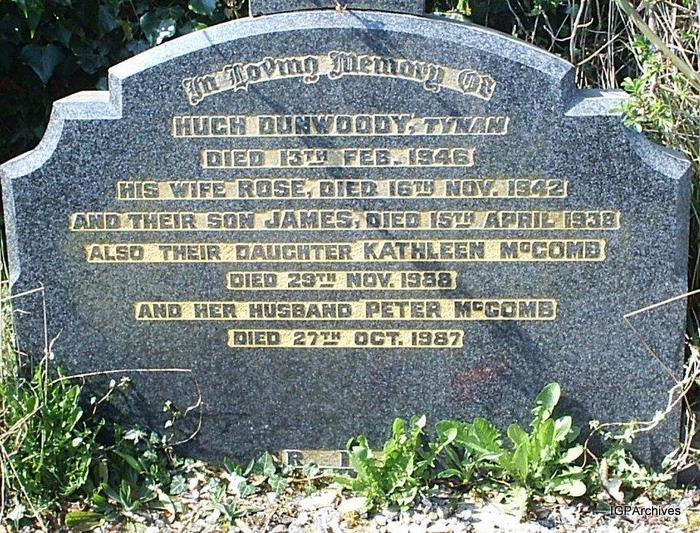 In Loving Memory Of
HUGH DUNWOODY, TYNAN
DIED 13TH FEB. 1946
HIS WIFE ROSE, DIED 16TH NOV. 1942
AND THEIR SON JAMES, DIED 15TH APRIL 1938
ALSO THEIR DAUGHTER KATHLEEN McCOMB
DIED 29TH NOV. 1988
AND HER HUSBAND PETER McCOMB
DIED 27TH OCT. 1987
R I
IGPArchives